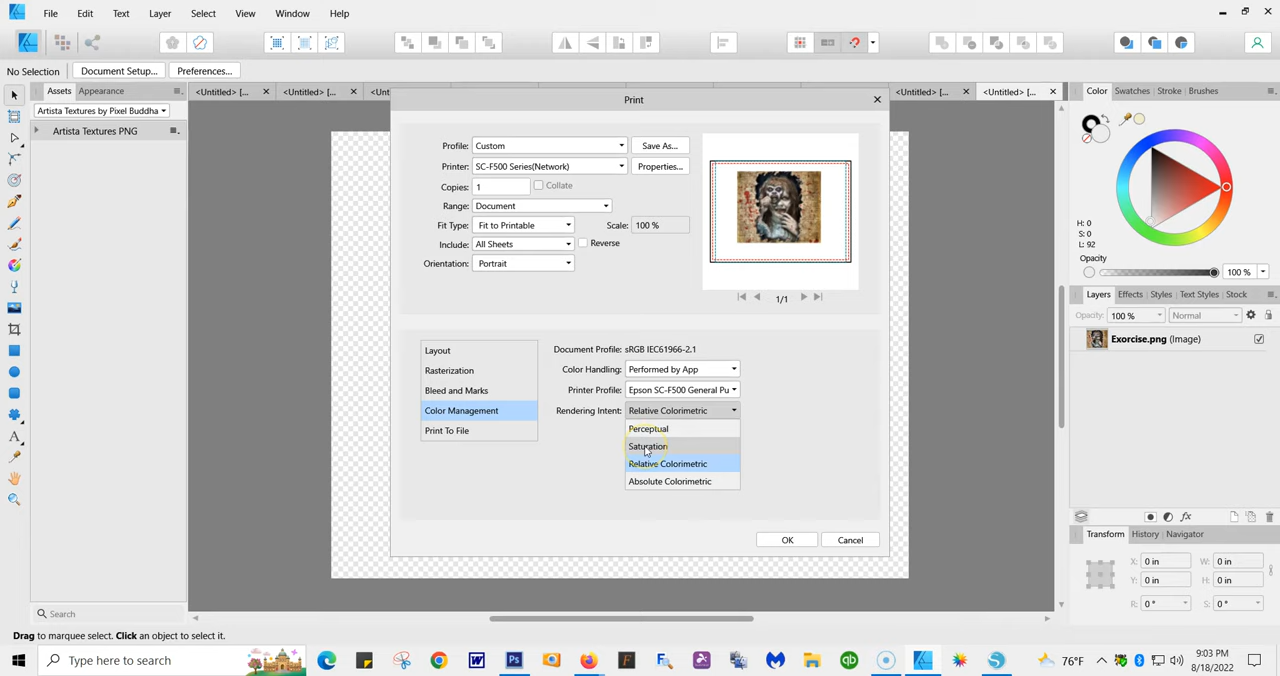 File Edit Text Layer Select View Window Help
No Selection Document Setup... Preferences...
Assets Appearance
<Untitled> [... <Untitled> [... <Unt <Untitled> [... <Untitled> [...
Color Swatches Stroke Brushes
Artista Textures by Pixel Buddha
Artista Textures PNG
Print
Profile: Custom Save As...
Printer: SC-F500 Series(Network) Properties...
Copies: 1 Collate
Range: Document
Fit Type: Fit to Printable Scale: 100 %
Include: All Sheets Reverse
Orientation: Portrait
1/1
Layout
Rasterization
Bleed and Marks
Color Management
Print To File
Document Profile: sRGB IEC61966-2.1
Color Handling: Performed by App
Printer Profile: Epson SC-F500 General Pu
Rendering Intent: Relative Colorimetric
Perceptual
Saturation
Relative Colorimetric
Absolute Colorimetric
OK Cancel
H: 0
S: 0
L: 92
Opacity
100 %
Layers Effects Styles Text Styles Stock
Opacity: 100 % Normal
Exorcise.png (Image)
Transform History Navigator
X: 0 in W: 0 in
Y: 0 in H: 0 in
R: 0 ° S: 0 °
Search
Drag to marquee select. Click an object to select it.
Type here to search
76°F
9:03 PM
8/18/2022